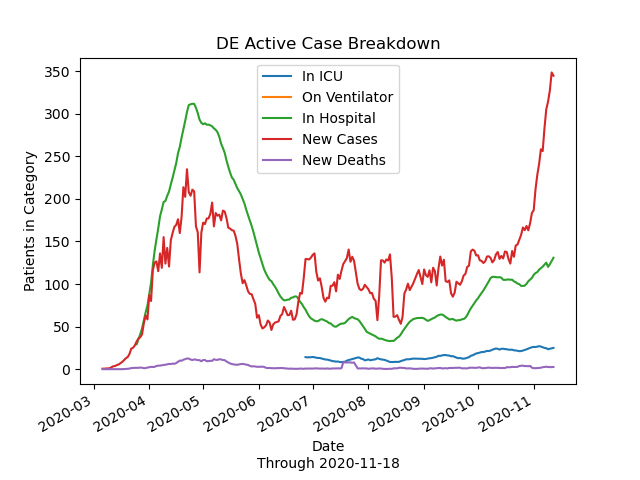 DE Active Case Breakdown
In ICU
On Ventilator
In Hospital
New Cases
New Deaths
Patients in Category
350
300
250
200
150
100
50
0
2020-03
2020-04
2020-05
2020-06
2020-07
2020-08
2020-09
2020-10
2020-11
Date
Through 2020-11-18